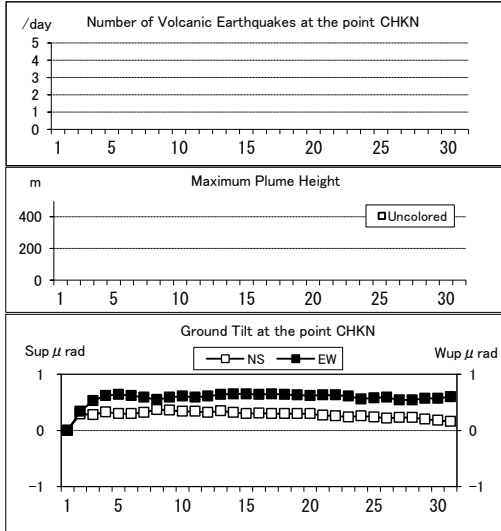 Number of Volcanic Earthquakes at the point CHKN
/day
5
4
3
2
1
0
1 5 10 15 20 25 30
Maximum Plume Height
m
400
200
0
Uncolored
1 5 10 15 20 25 30
Ground Tilt at the point CHKN
Sup μ rad
Wup μ rad
NS EW
1 1
0 0
-1 -1
1 5 10 15 20 25 30